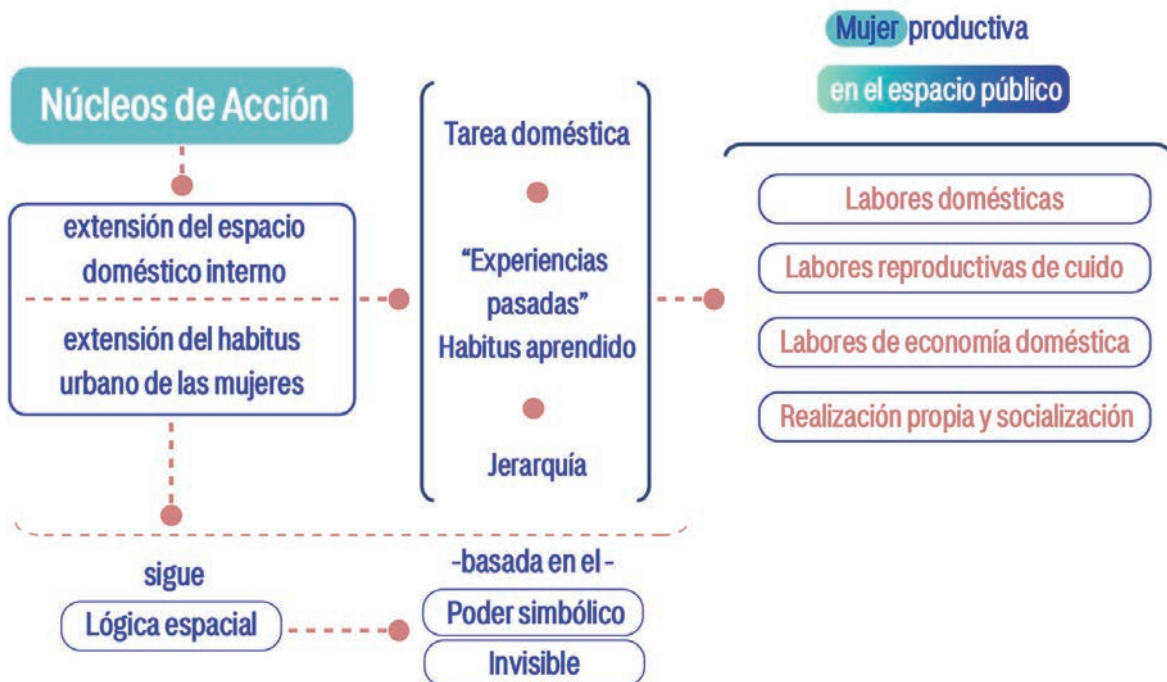 Núcleos de Acción
extensión del espacio
doméstico interno
extensión del habitus
urbano de las mujeres
Tarea doméstica
“Experiencias
pasadas”
Habitus aprendido
Jerarquía
Mujer productiva
en el espacio público
Labores domésticas
Labores reproductivas de cuido
Labores de economía doméstica
Realización propia y socialización
sigue
Lógica espacial
-basada en el -
Poder simbólico
Invisible